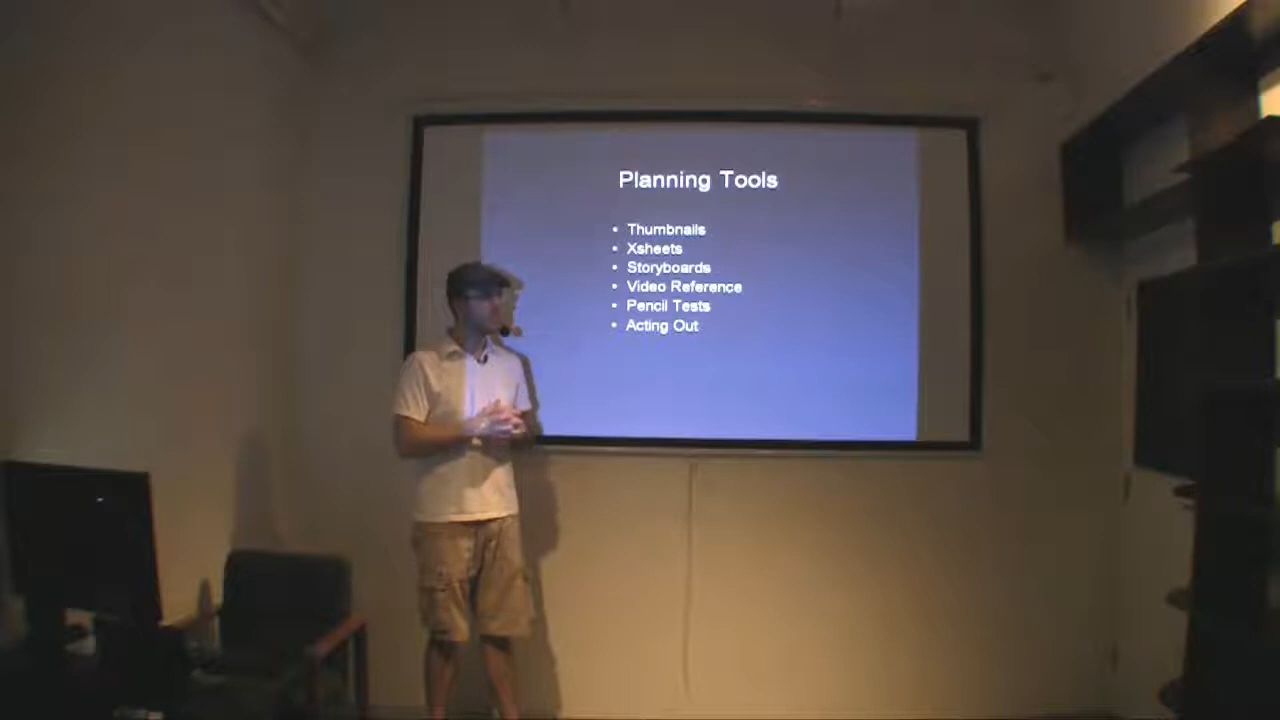 Planning Tools
• Thumbnails
• Xsheets
• Storyboards
• Video Reference
• Pencil Tests
• Acting Out